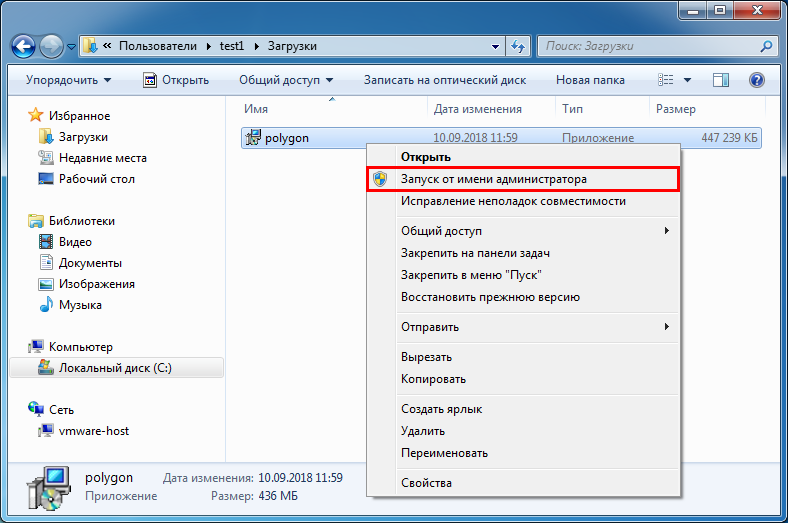 « Пользователи ▸ test1 ▸ Загрузки
Поиск: Загрузки
Упорядочить Открыть Общий доступ Записать на оптический диск Новая папка
Имя Дата изменения Тип Размер
polygon 10.09.2018 11:59 Приложение 447 239 КБ
Избранное
Загрузки
Недавние места
Рабочий стол
Библиотеки
Видео
Документы
Изображения
Музыка
Компьютер
Локальный диск (C:)
Сеть
vmware-host
Открыть
Запуск от имени администратора
Исправление неполадок совместимости
Общий доступ
Закрепить на панели задач
Закрепить в меню "Пуск"
Восстановить прежнюю версию
Отправить
Вырезать
Копировать
Создать ярлык
Удалить
Переименовать
Свойства
polygon Дата изменения: 10.09.2018 11:59
Приложение Размер: 436 МБ